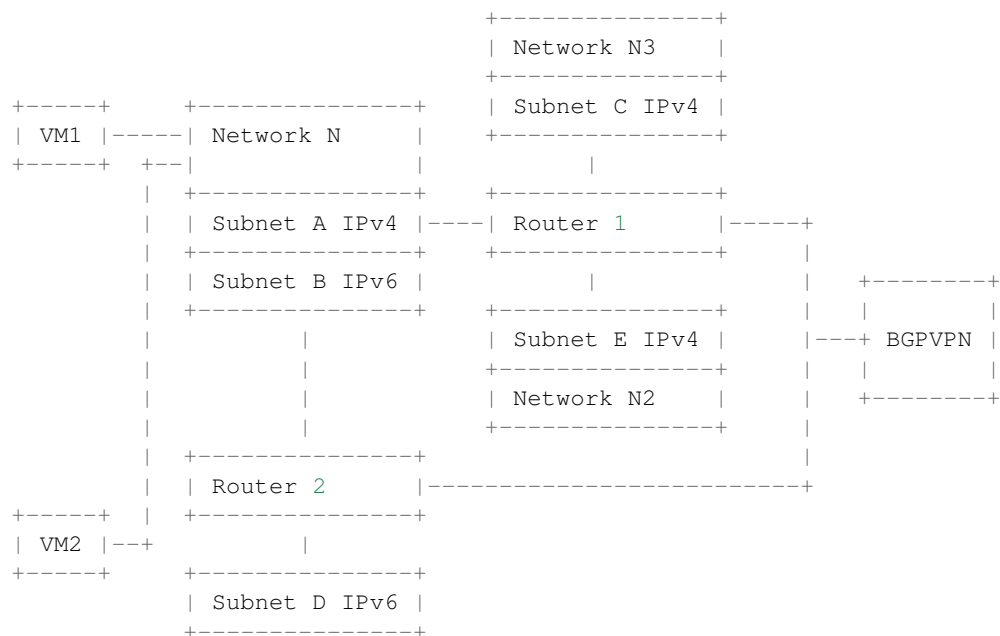 Network N3
Subnet C IPv4
VM1 Network N
Subnet A IPv4 Router 1
Subnet B IPv6
Subnet E IPv4 BGPVPN
Network N2
Router 2
VM2
Subnet D IPv6